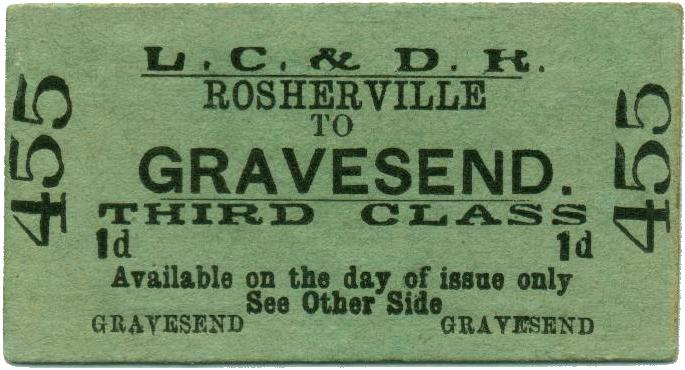 L. C. & D. R.
ROSHERVILLE
TO
GRAVESEND.
THIRD CLASS
1d 1d
Available on the day of issue only
See Other Side
GRAVESEND GRAVESEND
455 455